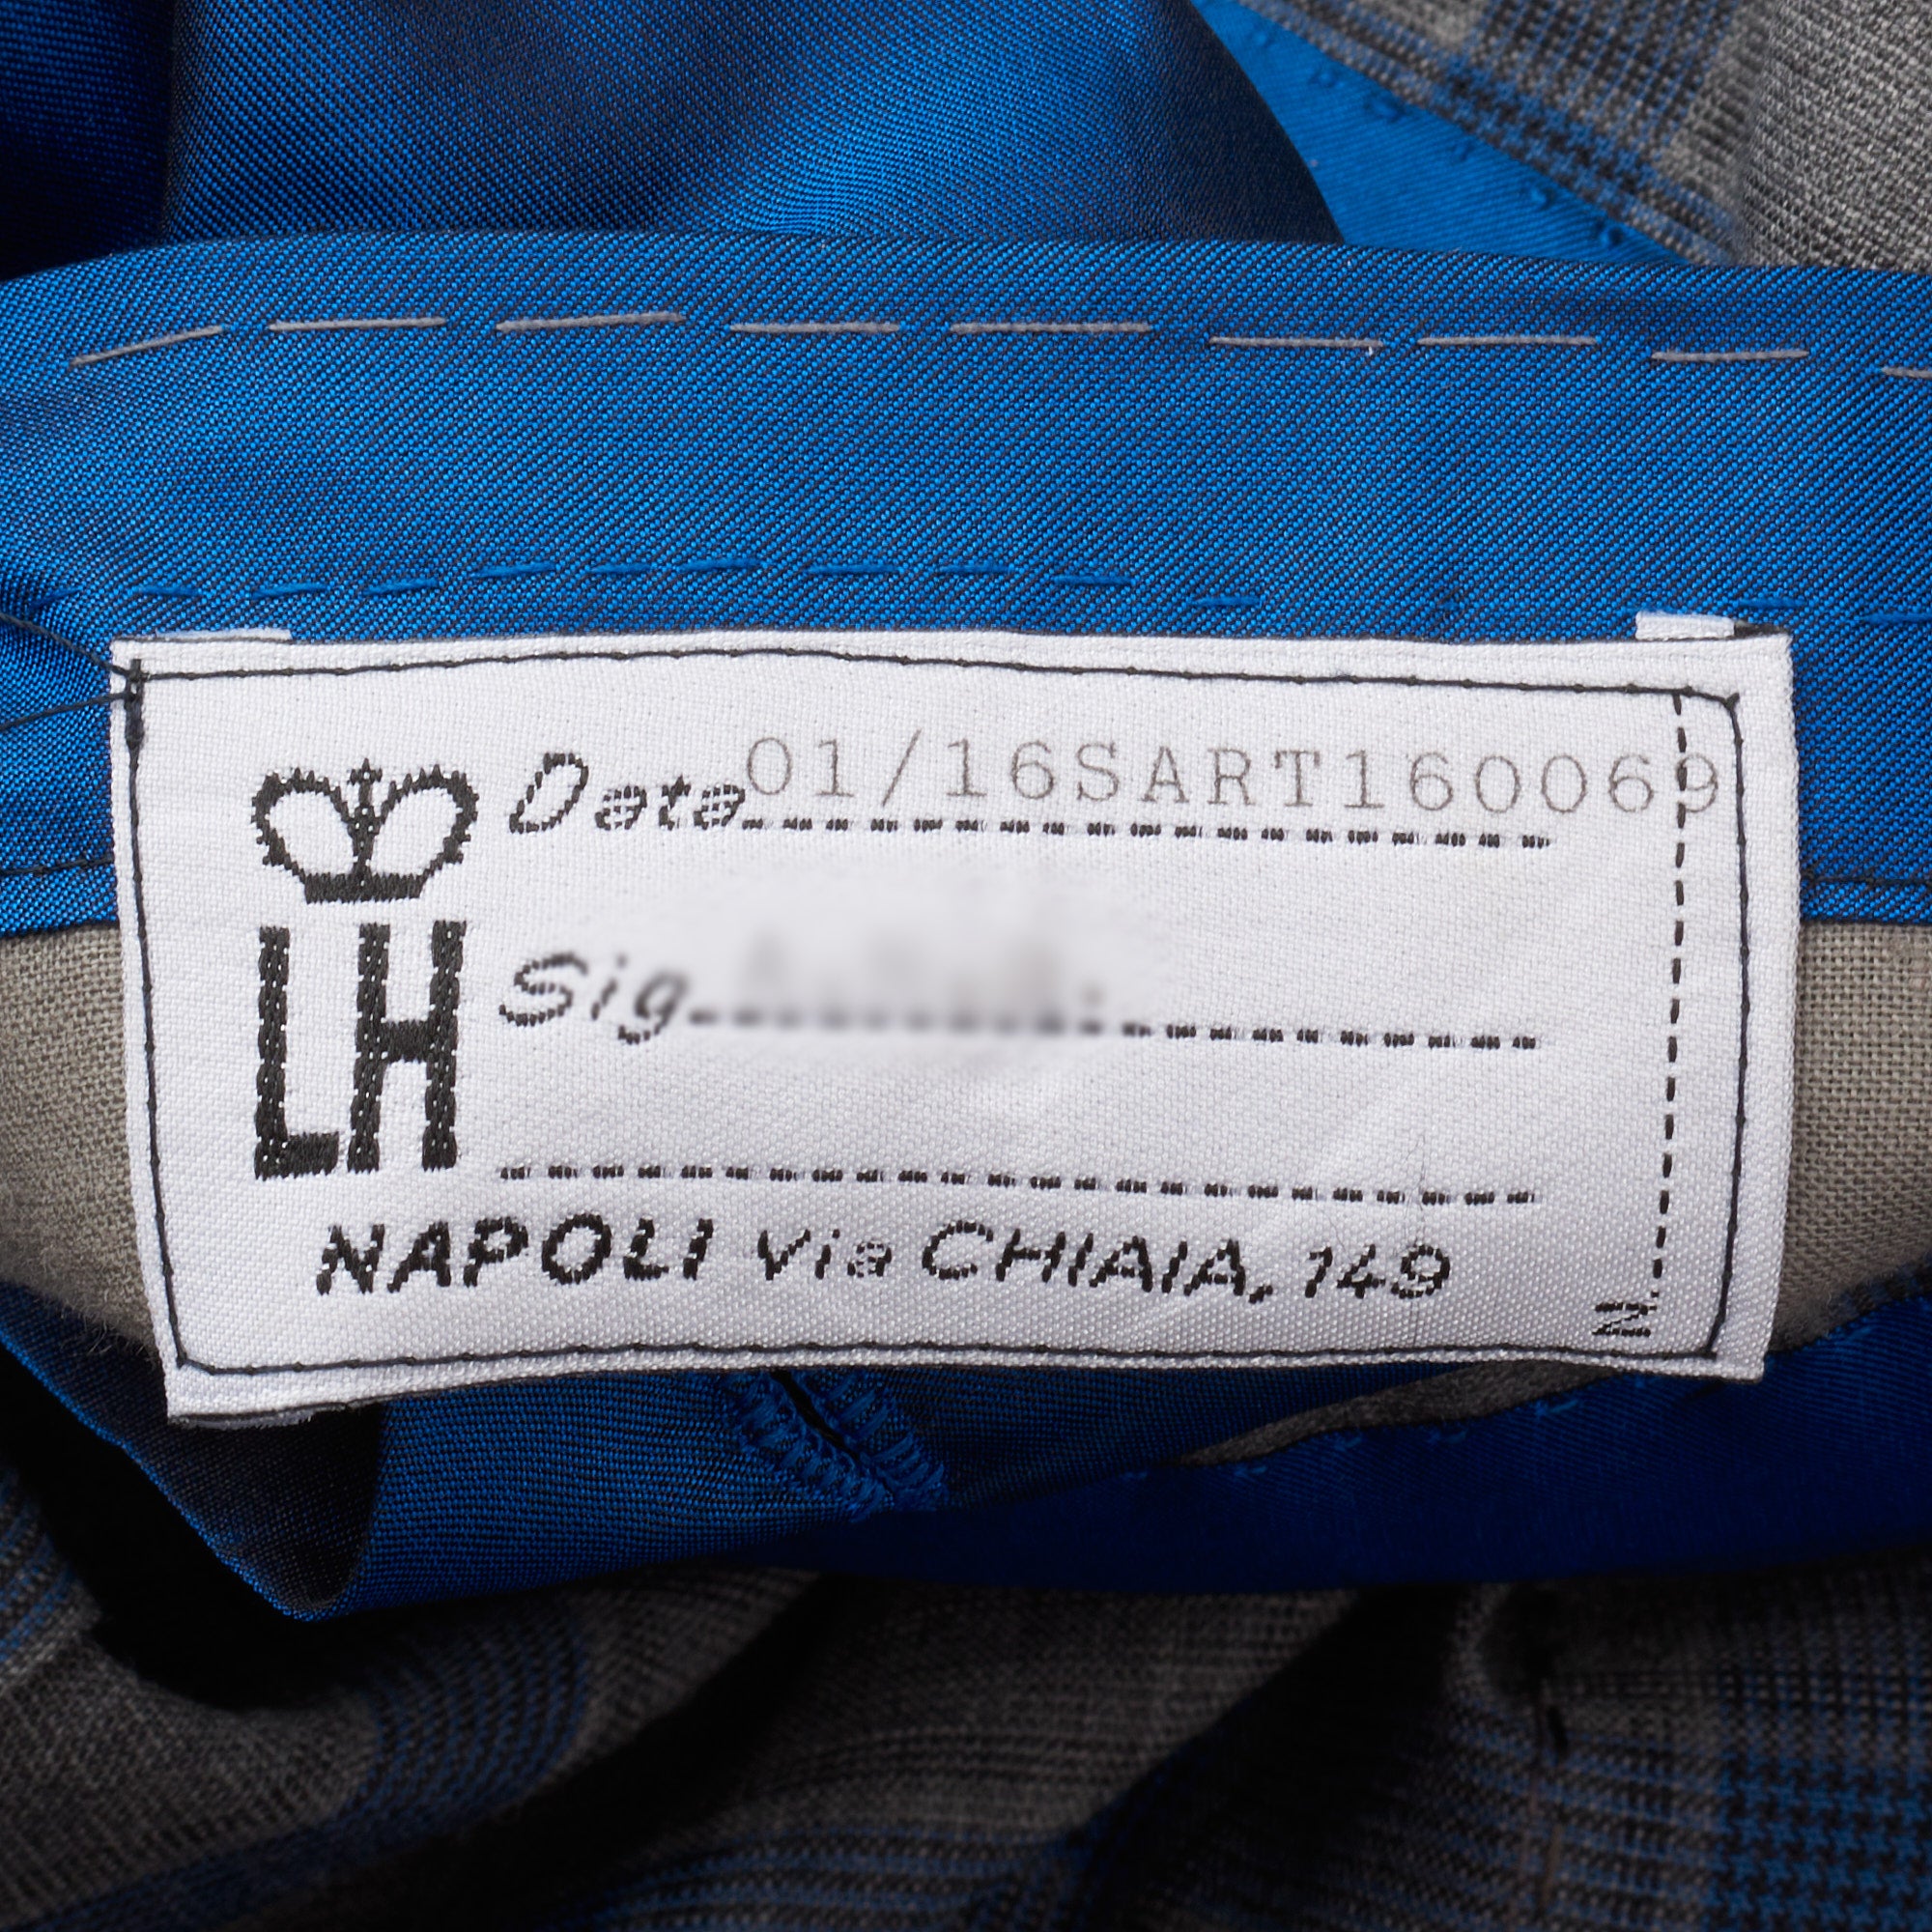 Data 01/16SART160069
LH
Sig.
NAPOLI Via CHIAIA, 149
N.